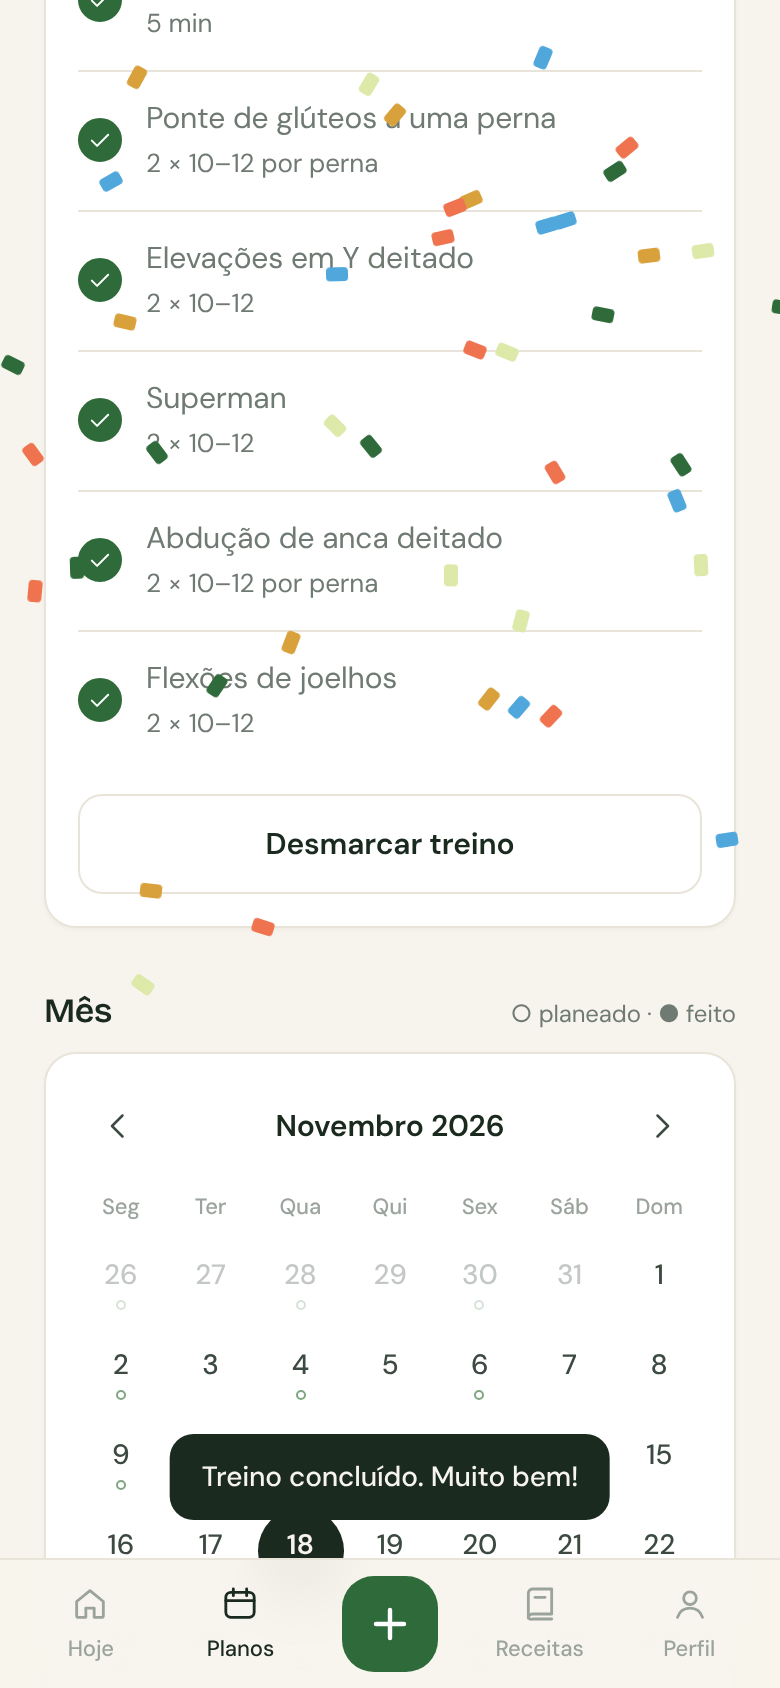 5 min
Ponte de glúteos a uma perna
2 × 10–12 por perna
Elevações em Y deitado
2 × 10–12
Superman
2 × 10–12
Abdução de anca deitado
2 × 10–12 por perna
Flexões de joelhos
2 × 10–12
Desmarcar treino
Mês
planeado · feito
Novembro 2026
Seg Ter Qua Qui Sex Sáb Dom
26 27 28 29 30 31 1
2 3 4 5 6 7 8
9 15
Treino concluído. Muito bem!
16 17 18 19 20 21 22
Hoje Planos Receitas Perfil